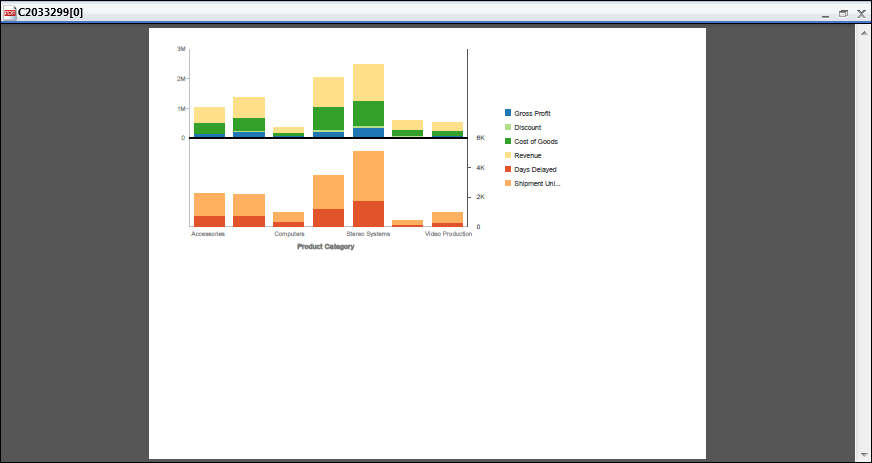 C2033299[0]
3M
2M
1M
0
6K
4K
2K
0
Gross Profit
Discount
Cost of Goods
Revenue
Days Delayed
Shipment Uni...
Accessories Computers Stereo Systems Video Production
Product Category